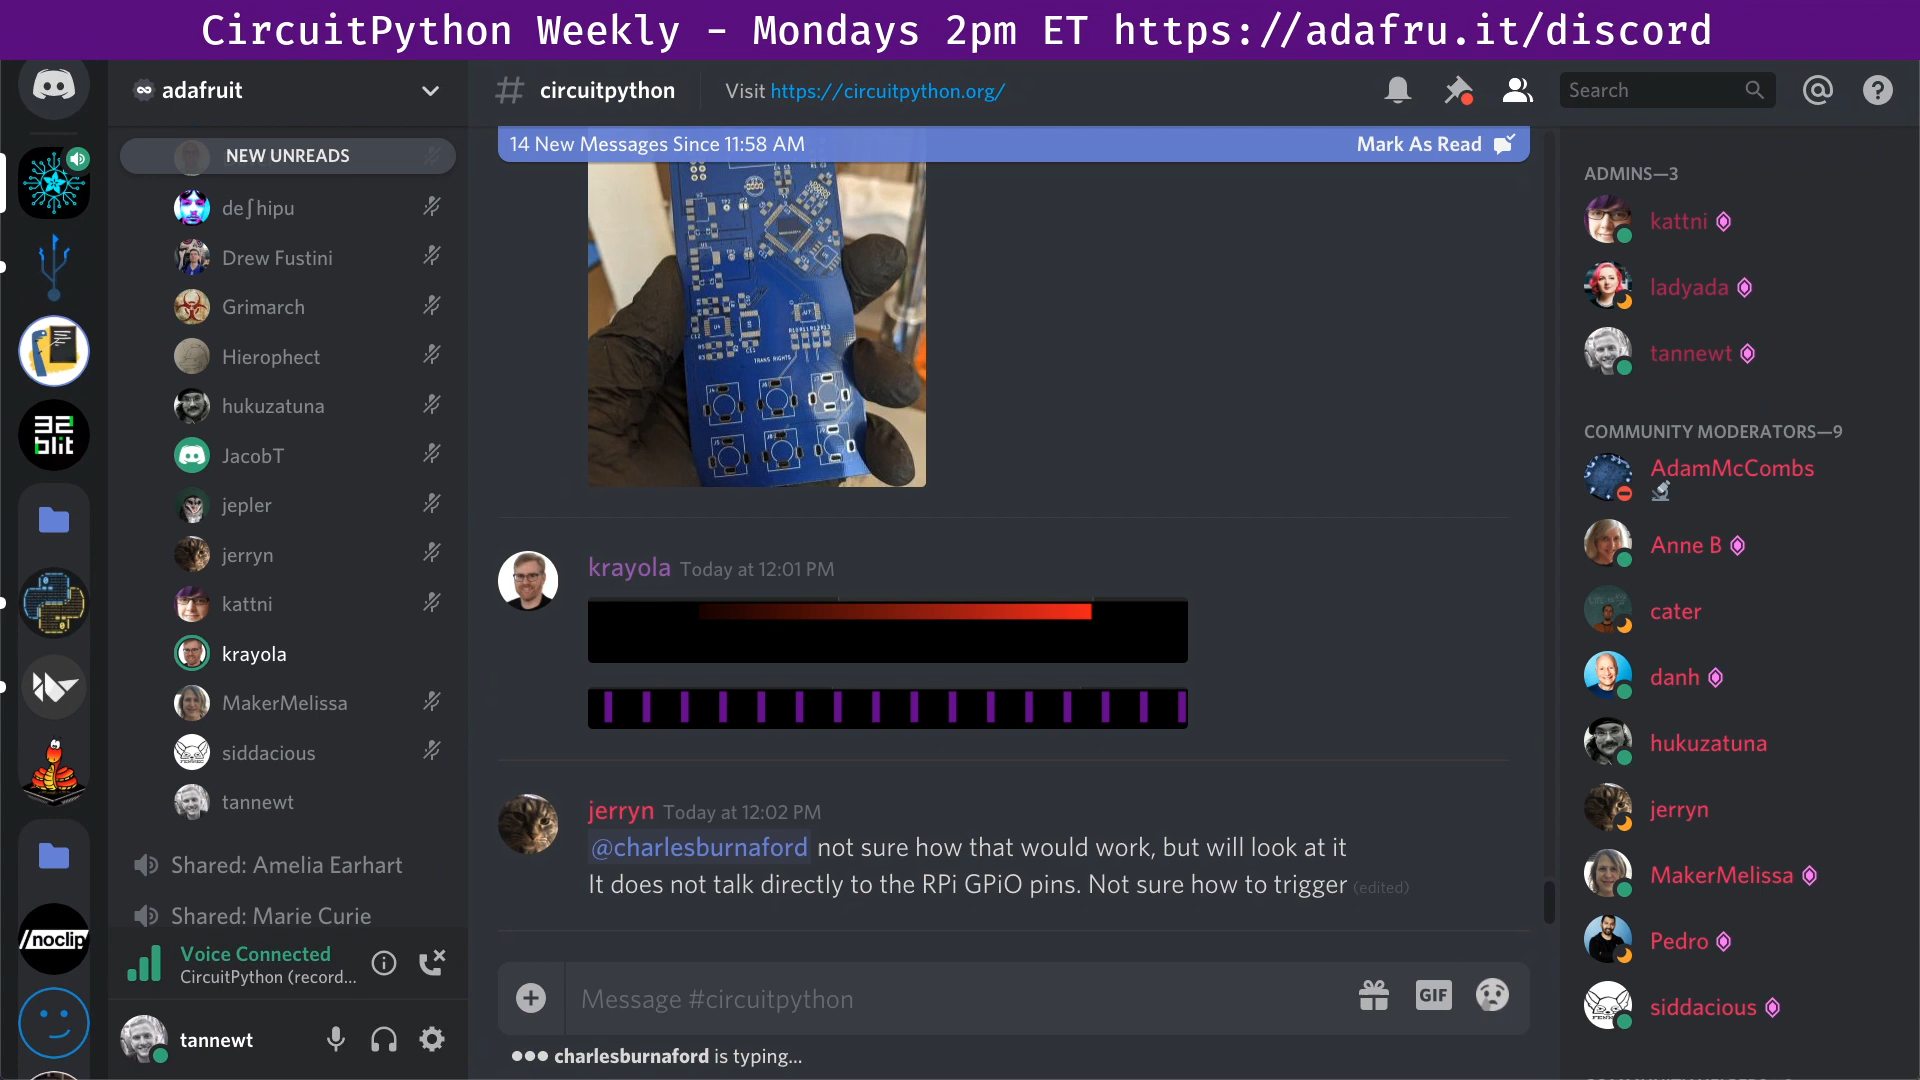 CircuitPython Weekly - Mondays 2pm ET https://adafru.it/discord
adafruit
circuitpython
Visit https://circuitpython.org/
Search
NEW UNREADS
de∫hipu
Drew Fustini
Grimarch
Hierophect
hukuzatuna
JacobT
jepler
jerryn
kattni
krayola
MakerMelissa
siddacious
tannewt
Shared: Amelia Earhart
Shared: Marie Curie
Voice Connected
CircuitPython (record...
tannewt
32
blit
/noclip
14 New Messages Since 11:58 AM
Mark As Read
TRANS RIGHTS
krayola Today at 12:01 PM
jerryn Today at 12:02 PM
@charlesburnaford not sure how that would work, but will look at it
It does not talk directly to the RPi GPiO pins. Not sure how to trigger (edited)
Message #circuitpython
GIF
charlesburnaford is typing...
ADMINS—3
kattni
ladyada
tannewt
COMMUNITY MODERATORS—9
AdamMcCombs
Anne B
cater
danh
hukuzatuna
jerryn
MakerMelissa
Pedro
siddacious